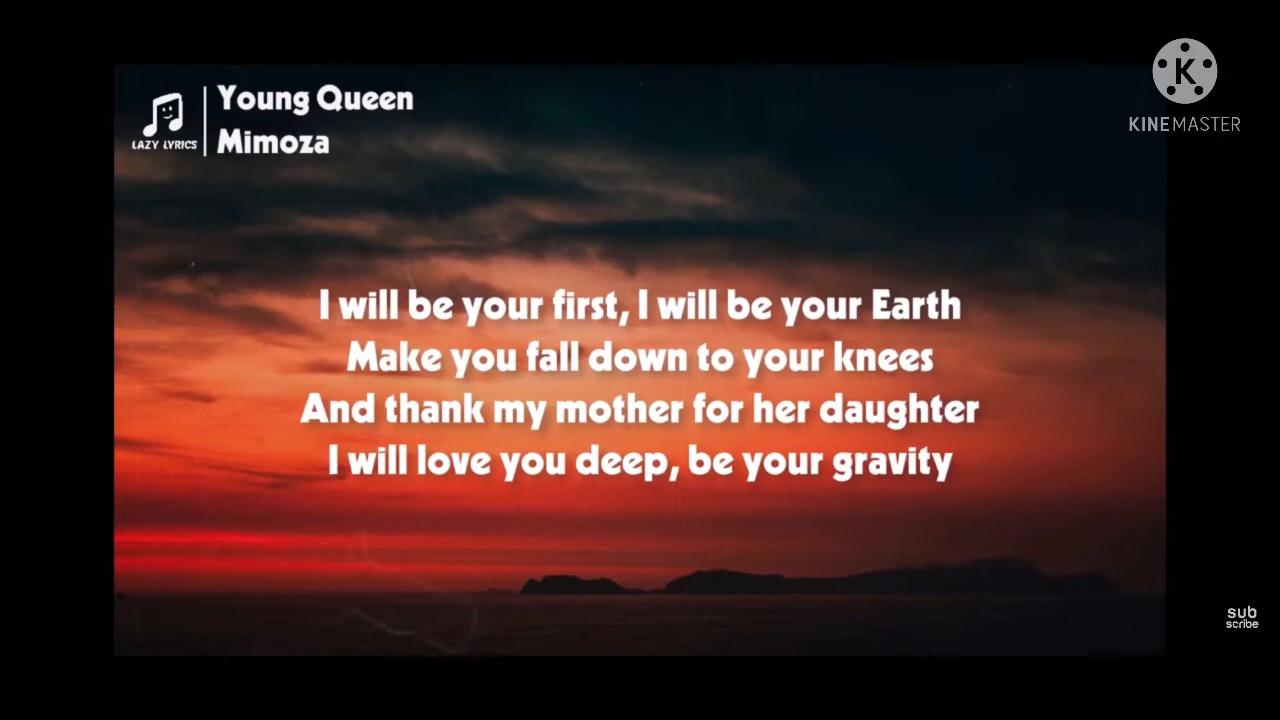 Young Queen
Mimoza
LAZY LYRICS
K
KINEMASTER
I will be your first, I will be your Earth
Make you fall down to your knees
And thank my mother for her daughter
I will love you deep, be your gravity
sub
scribe